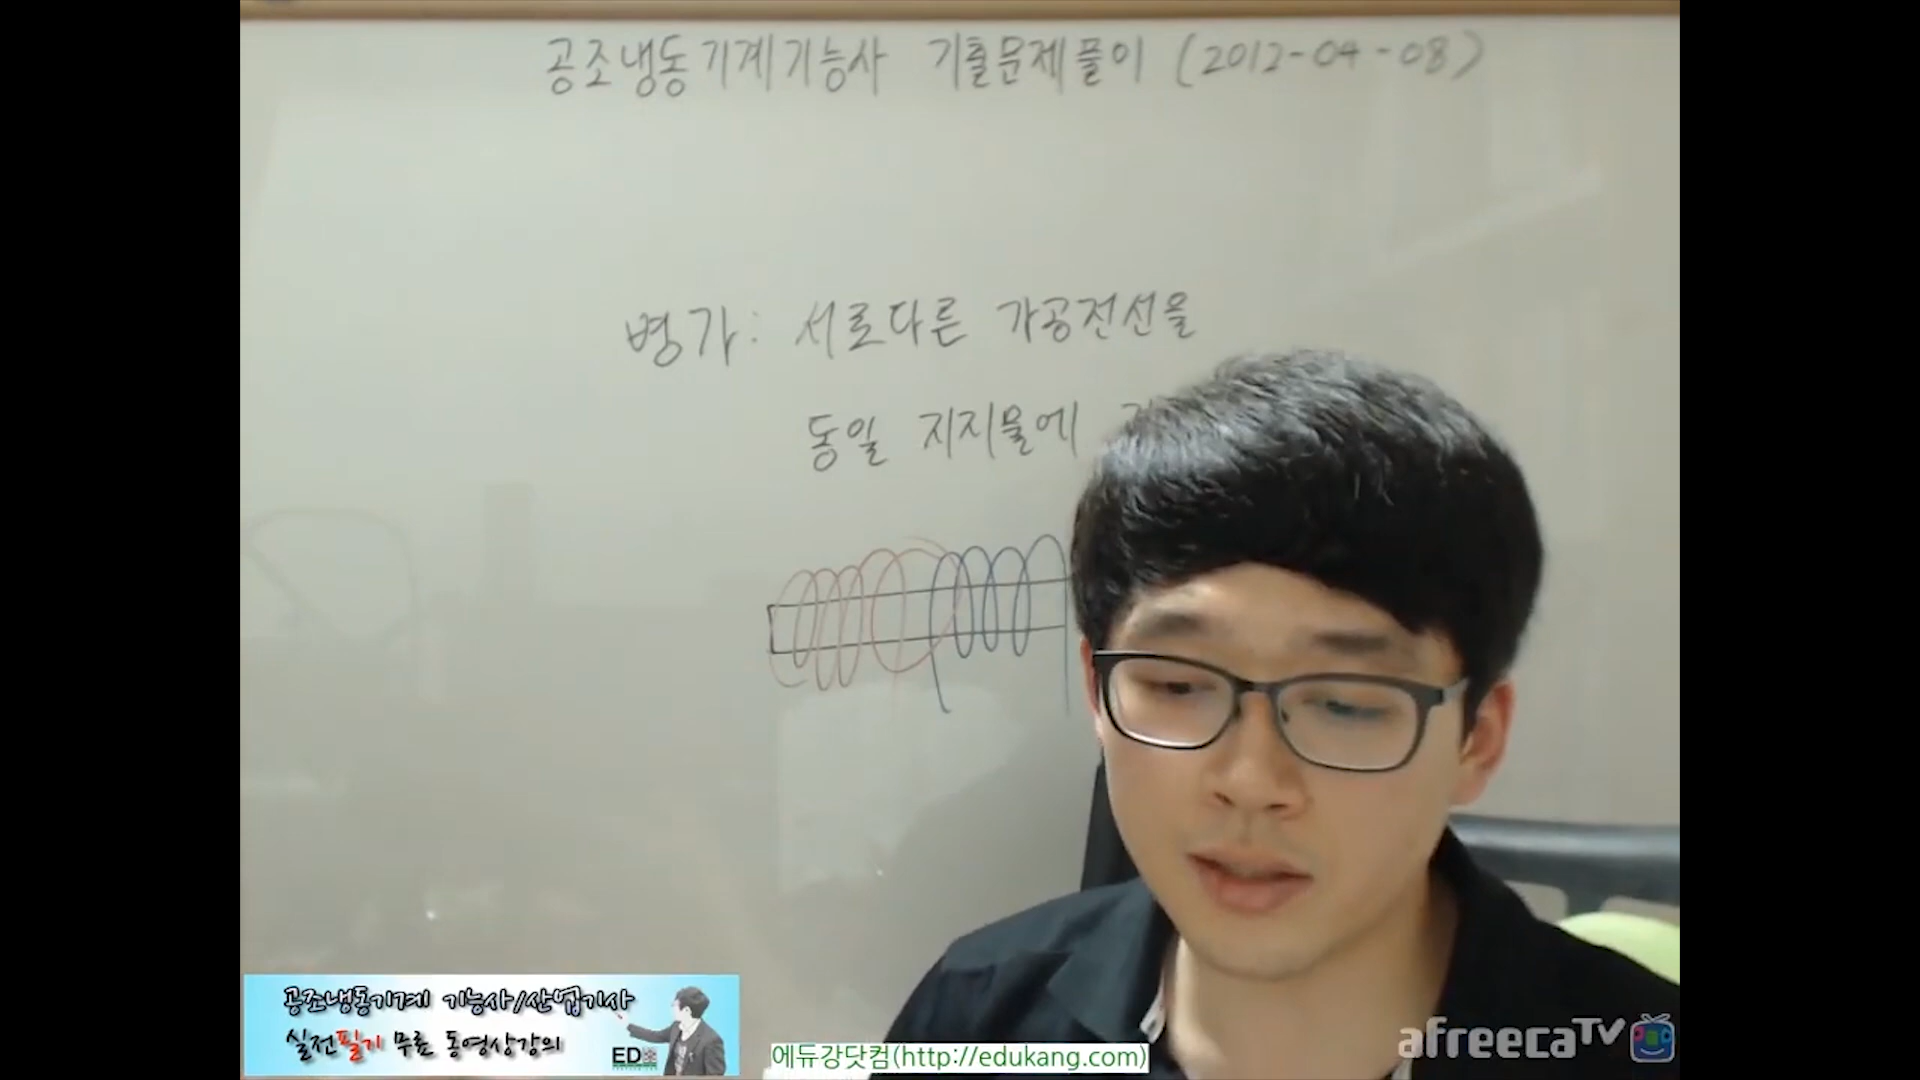 공조냉동기계기능사 기출문제풀이 (2012-04-08)
병가: 서로다른 가공전선을
동일 지지물에
공조냉동기계 기능사/산업기사
실전필기 무료 동영상강의
에듀강닷컴(http://edukang.com)
afreecaTV